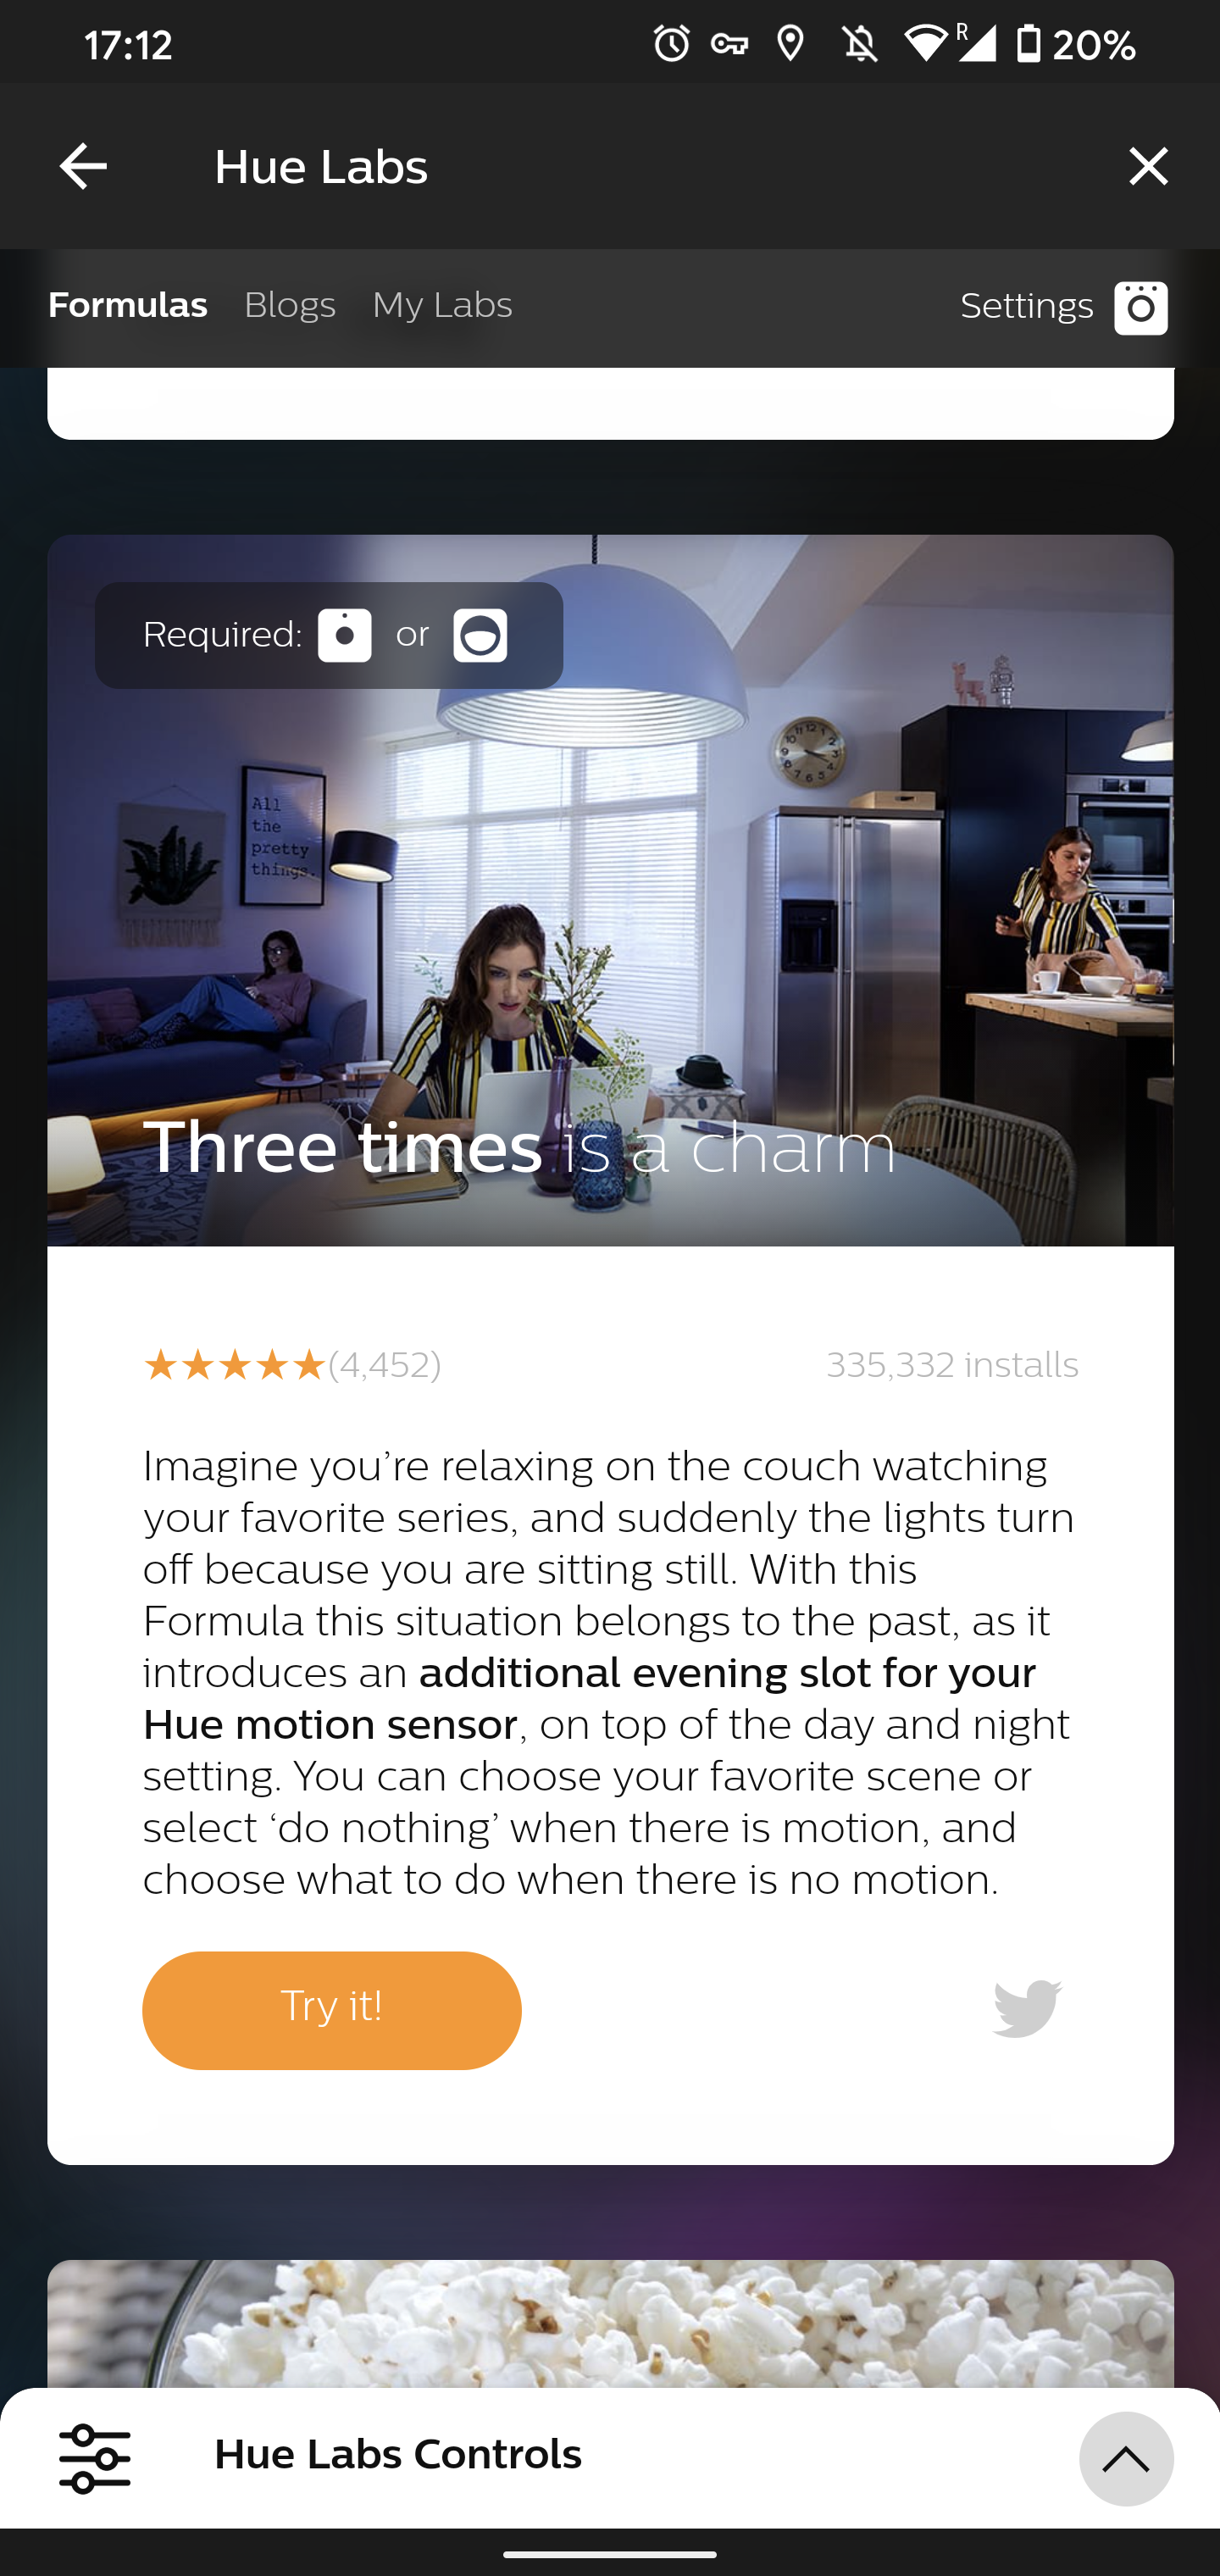 17:12
R
20%
Hue Labs
Formulas Blogs My Labs Settings
Required: or
All
the
pretty
things.
Three times is a charm
(4,452)
335,332 installs
Imagine you’re relaxing on the couch watching
your favorite series, and suddenly the lights turn
off because you are sitting still. With this
Formula this situation belongs to the past, as it
introduces an additional evening slot for your
Hue motion sensor, on top of the day and night
setting. You can choose your favorite scene or
select ‘do nothing’ when there is motion, and
choose what to do when there is no motion.
Try it!
Hue Labs Controls